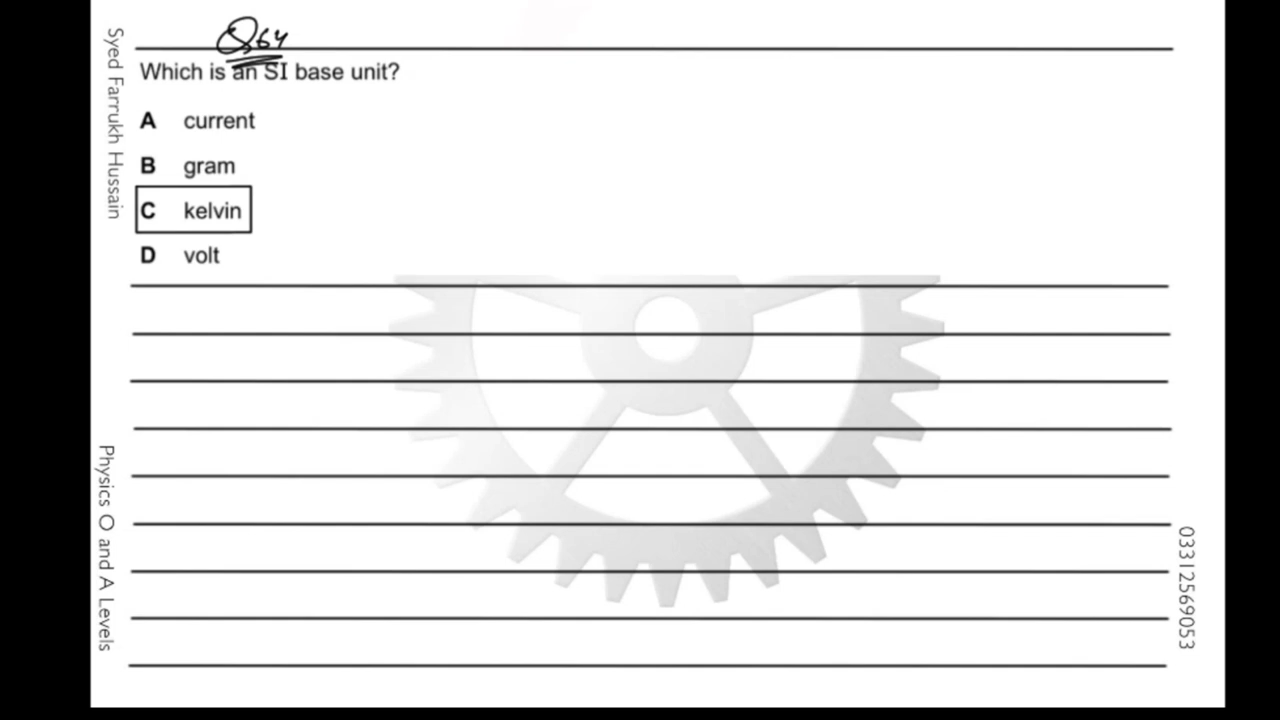 Q64
Which is an SI base unit?
A current
B gram
C kelvin
D volt
Syed Farrukh Hussain
Physics O and A Levels
03312569053